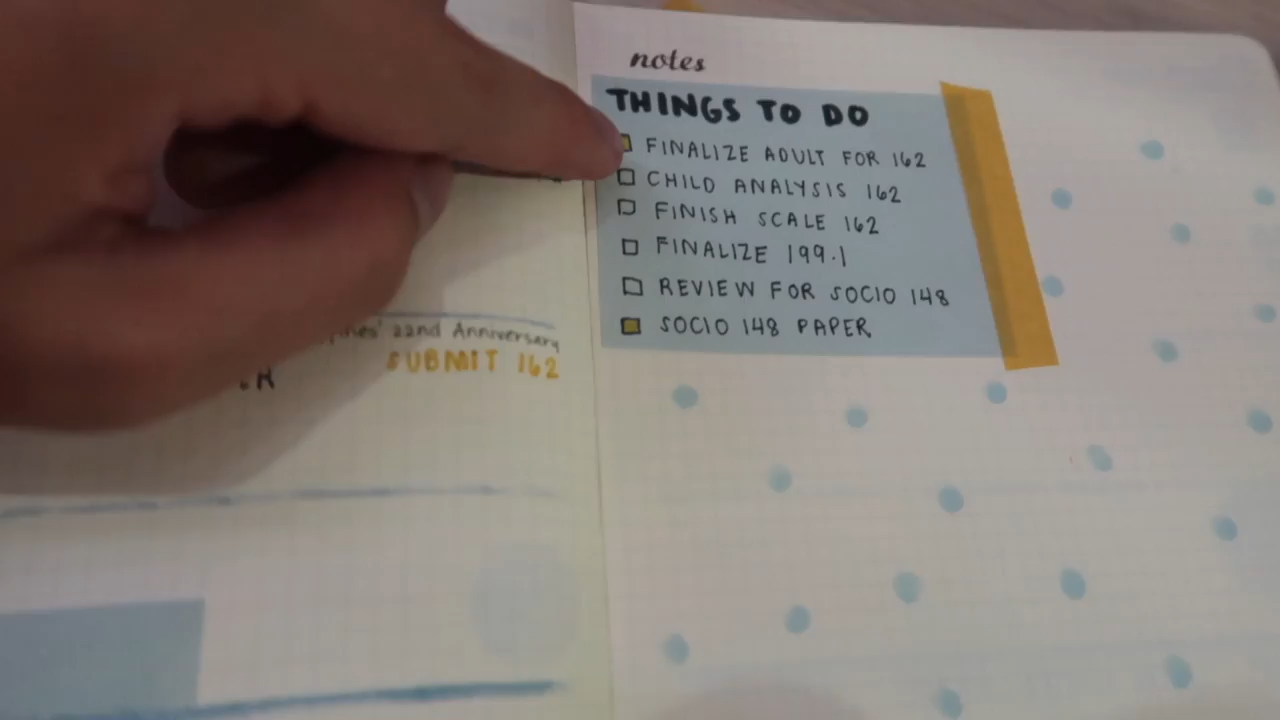 notes
THINGS TO DO
FINALIZE ADULT FOR 162
CHILD ANALYSIS 162
FINISH SCALE 162
FINALIZE 199.1
REVIEW FOR SOCIO 148
SOCIO 148 PAPER
22nd Anniversary
SUBMIT 162